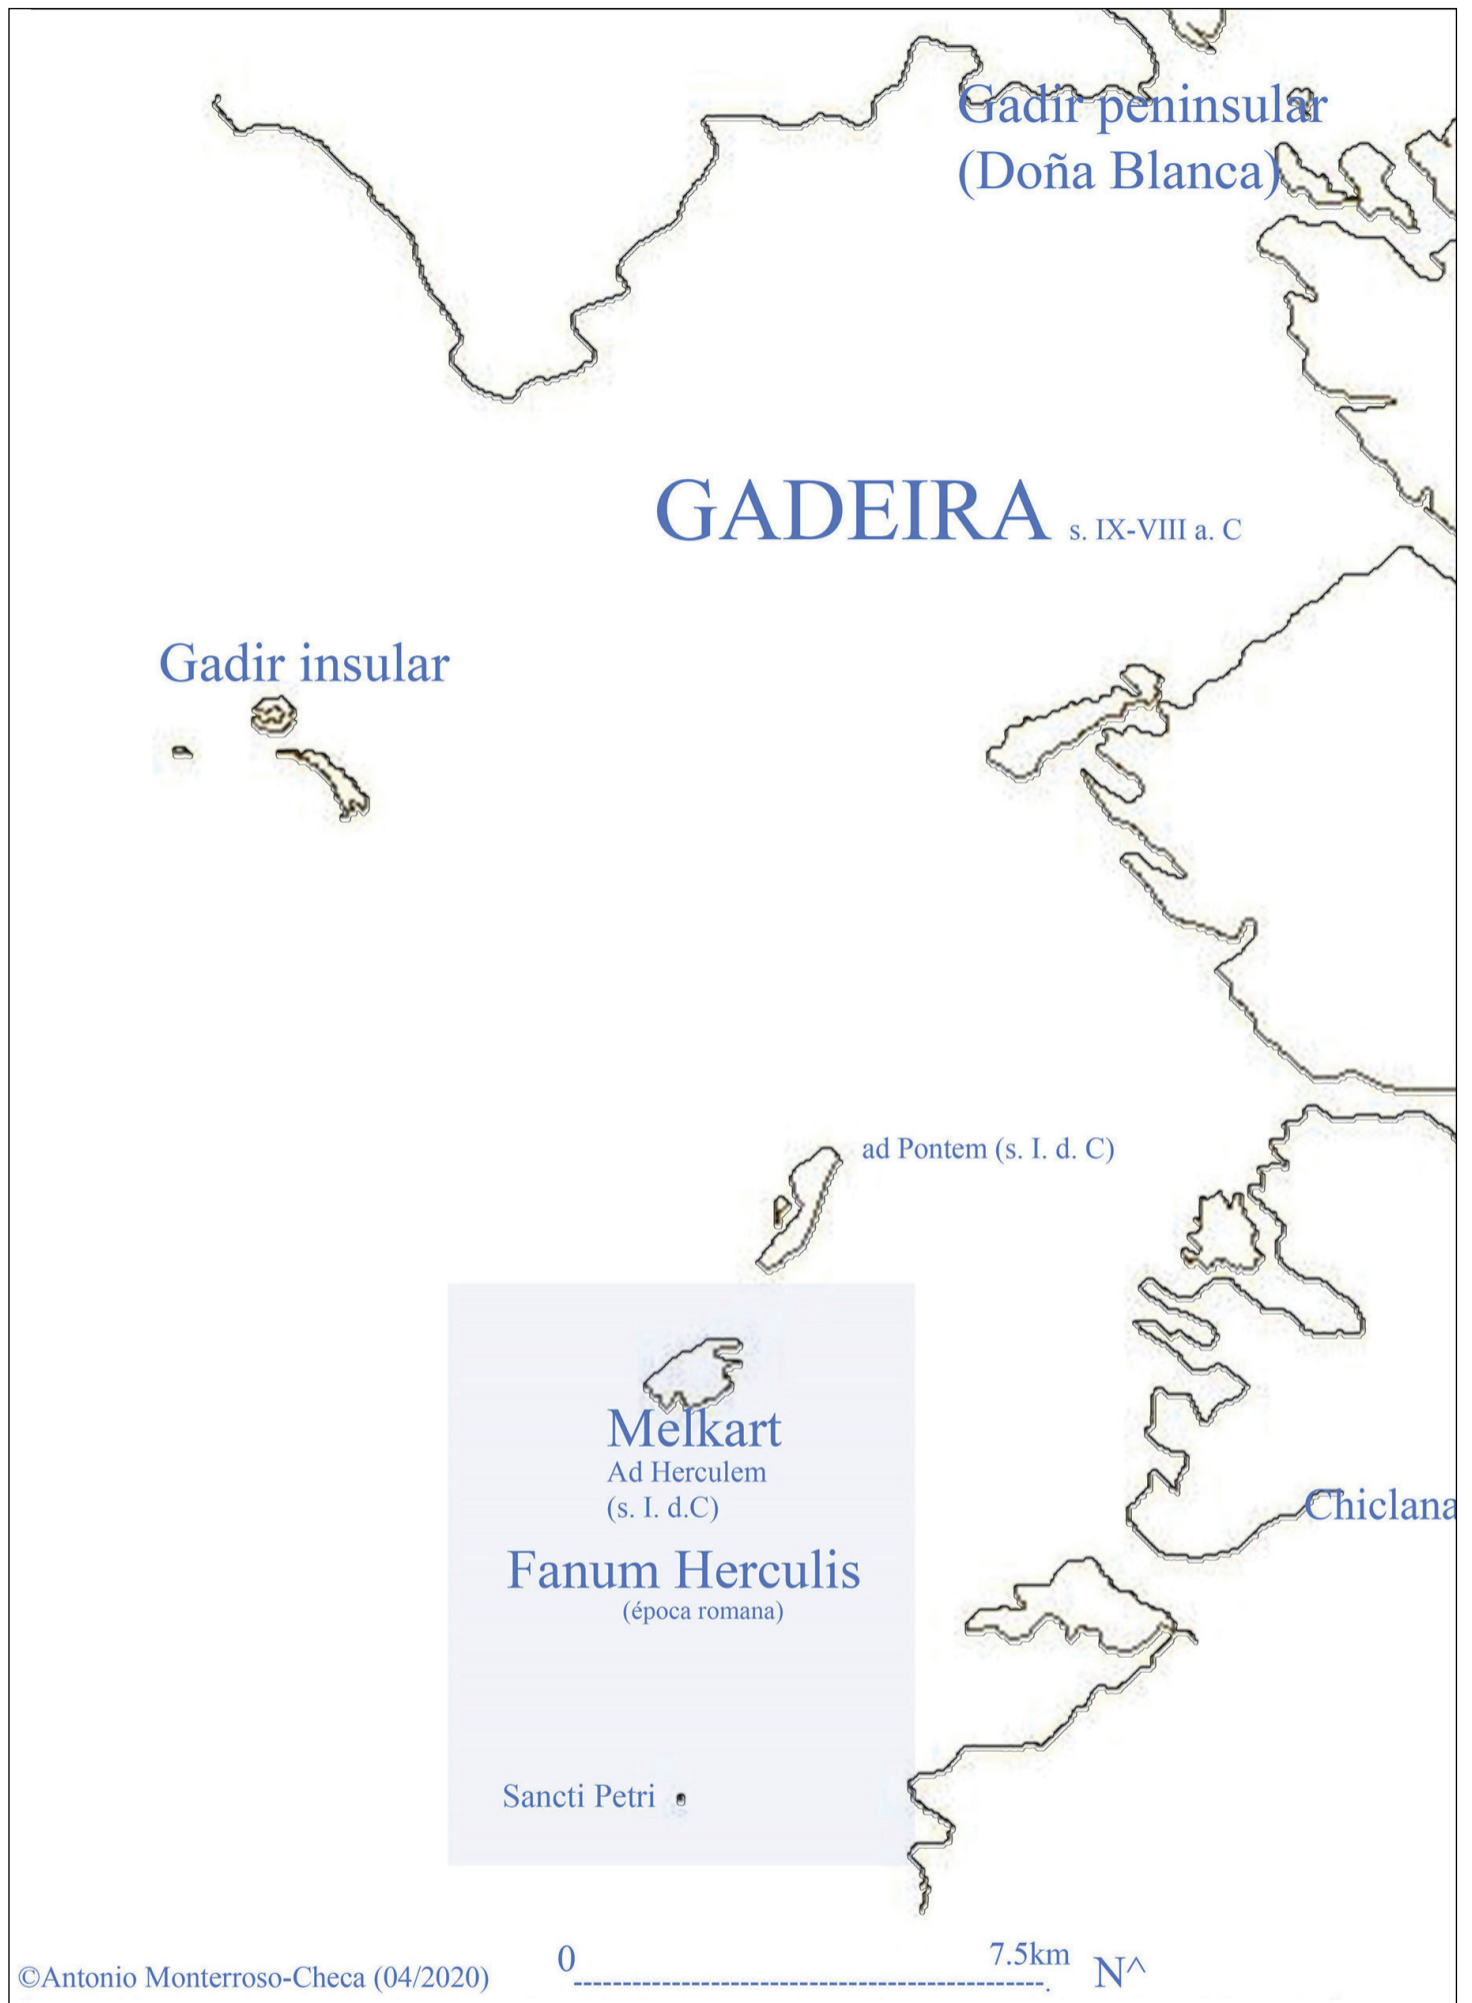 Gadir peninsular
(Doña Blanca)
GADEIRA s. IX-VIII a. C
Gadir insular
ad Pontem (s. I. d. C)
Melkart
Ad Herculem
(s. I. d.C)
Chiclana
Fanum Herculis
(época romana)
Sancti Petri
0 7.5km N^
©Antonio Monterroso-Checa (04/2020)